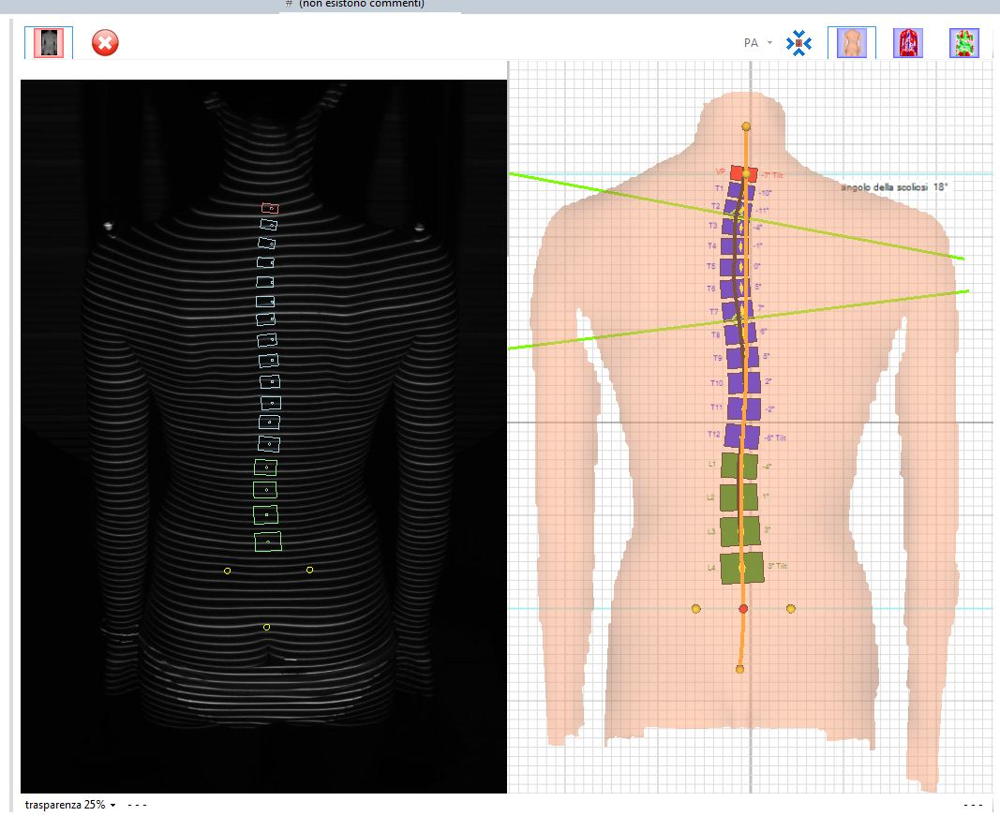 # (non esistono commenti)
PA
VP -7° Tilt
T1 -10°
angolo della scoliosi 18°
T2 -11°
T3 -4°
T4 -1°
T5 0°
T6 5°
T7 7°
T8 6°
T9 5°
T10 2°
T11 -2°
T12 -6° Tilt
L1 -4°
L2 1°
L3 3°
L4 3° Tilt
trasparenza 25% - - - - - -